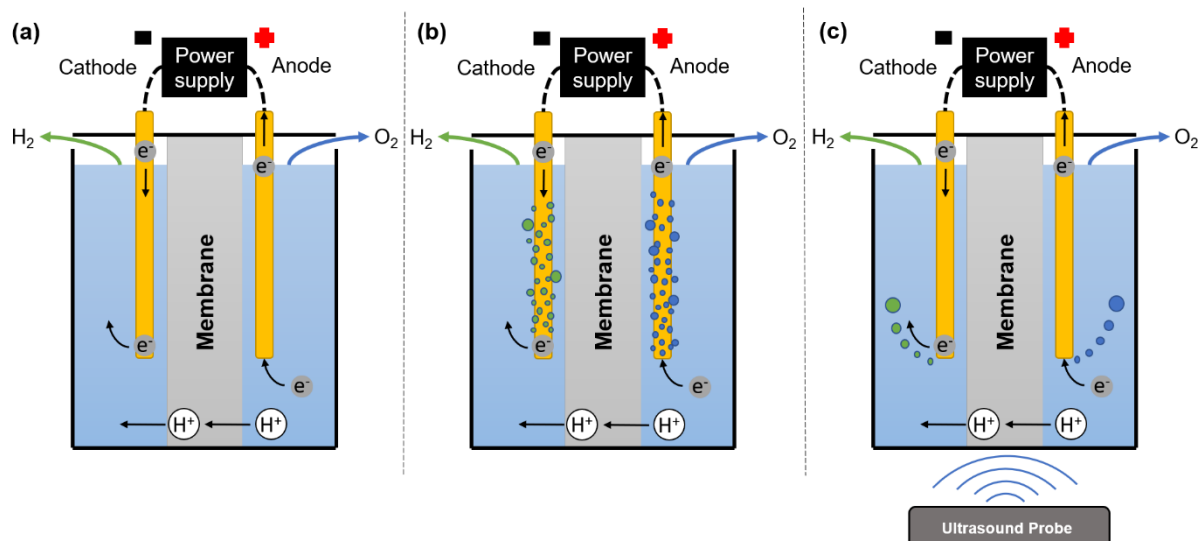 (a)
Power
supply
Cathode
Anode
H₂
O₂
e⁻
e⁻
Membrane
e⁻
e⁻
H⁺
H⁺
(b)
Power
supply
Cathode
Anode
H₂
O₂
e⁻
e⁻
Membrane
e⁻
e⁻
H⁺
H⁺
(c)
Power
supply
Cathode
Anode
H₂
O₂
e⁻
e⁻
Membrane
e⁻
e⁻
H⁺
H⁺
Ultrasound Probe